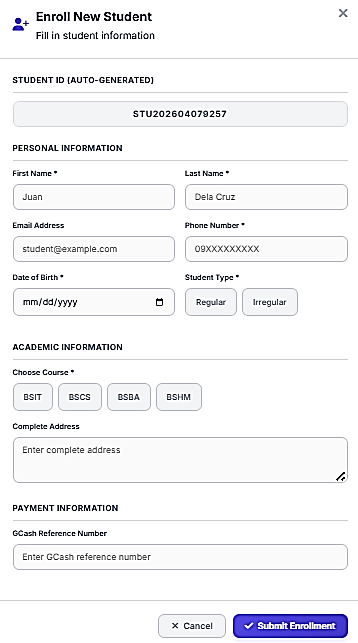 Enroll New Student
Fill in student information
STUDENT ID (AUTO-GENERATED)
STU202604079257
PERSONAL INFORMATION
First Name * Last Name *
Juan Dela Cruz
Email Address Phone Number *
student@example.com 09XXXXXXXXX
Date of Birth * Student Type *
mm/dd/yyyy Regular Irregular
ACADEMIC INFORMATION
Choose Course *
BSIT BSCS BSBA BSHM
Complete Address
Enter complete address
PAYMENT INFORMATION
GCash Reference Number
Enter GCash reference number
Cancel Submit Enrollment